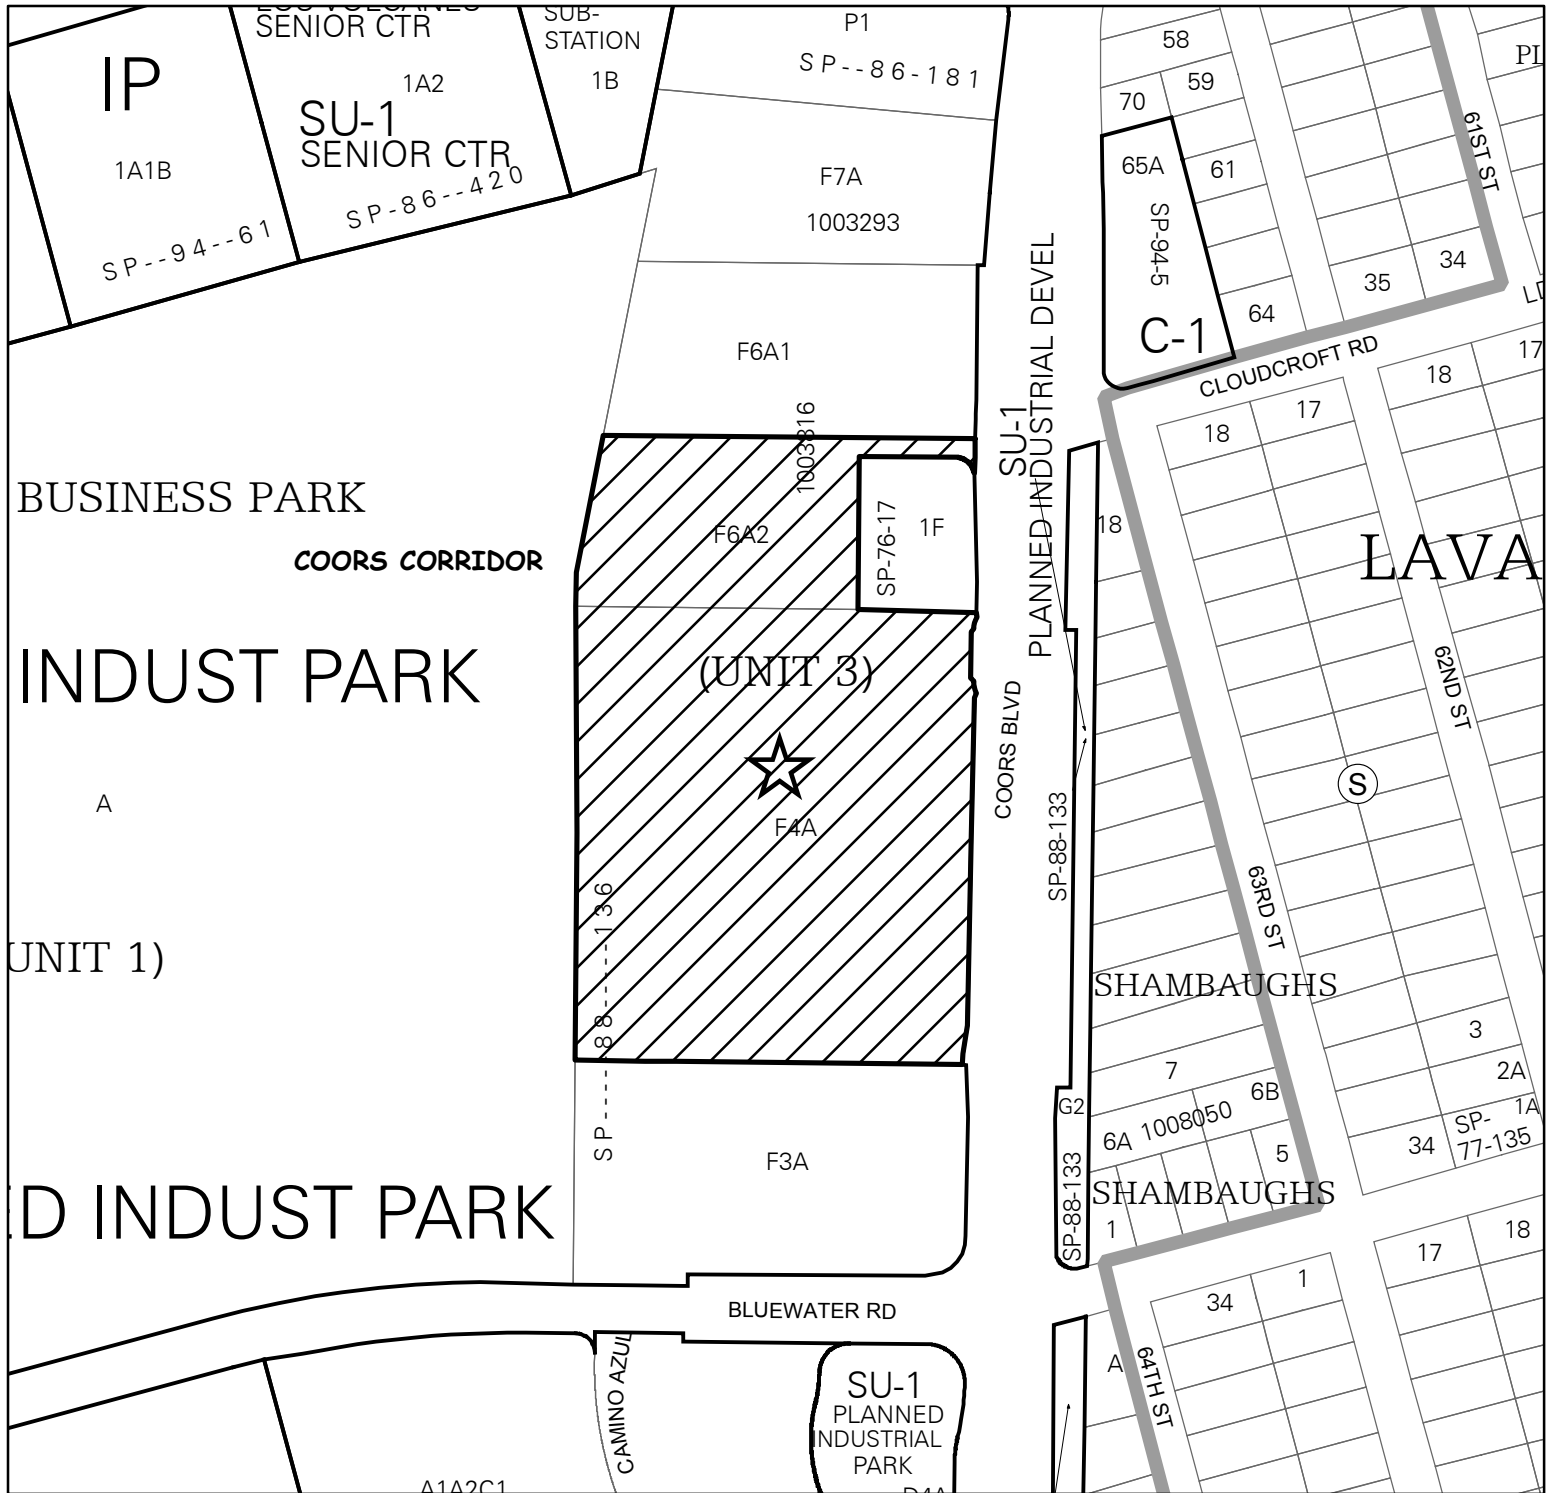 SENIOR CTR
SUB-
STATION
P1
58
IP
1A2
1B
SP--86-181
59
70
SU-1
SENIOR CTR
1A1B
F7A
65A
61
61ST ST
SP-86--420
1003293
SP-94-5
SP--94--61
34
35
64
C-1
F6A1
CLOUDCROFT RD
17
18
17
18
1003816
SU-1
PLANNED INDUSTRIAL DEVEL
BUSINESS PARK
COORS CORRIDOR
F6A2
SP-76-17
1F
18
LAVA
INDUST PARK
(UNIT 3)
62ND ST
COORS BLVD
S
A
F4A
SP-88-133
63RD ST
SP-----88-----136
UNIT 1)
SHAMBAUGHS
3
7
2A
6B
G2
1A
1008050
6A
SP-
77-135
34
5
F3A
SP-88-133
SHAMBAUGHS
INDUST PARK
1
18
17
1
34
BLUEWATER RD
CAMINO AZUL
A
64TH ST
SU-1
PLANNED
INDUSTRIAL
PARK
A1A2C1